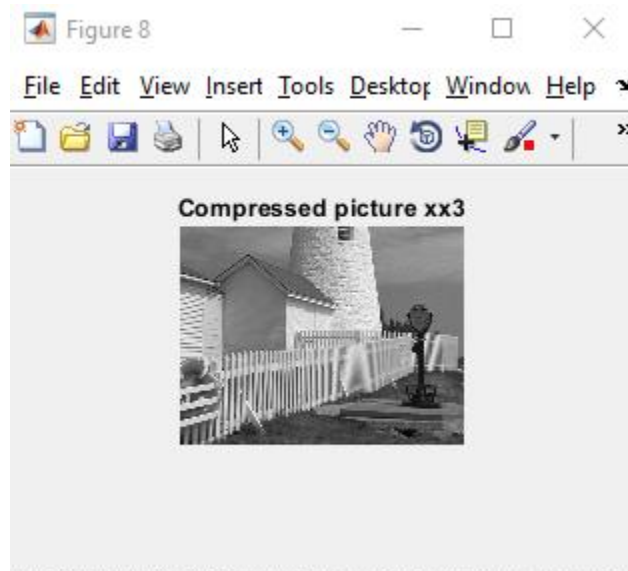 Figure 8
File Edit View Insert Tools Desktop Window Help
Compressed picture xx3